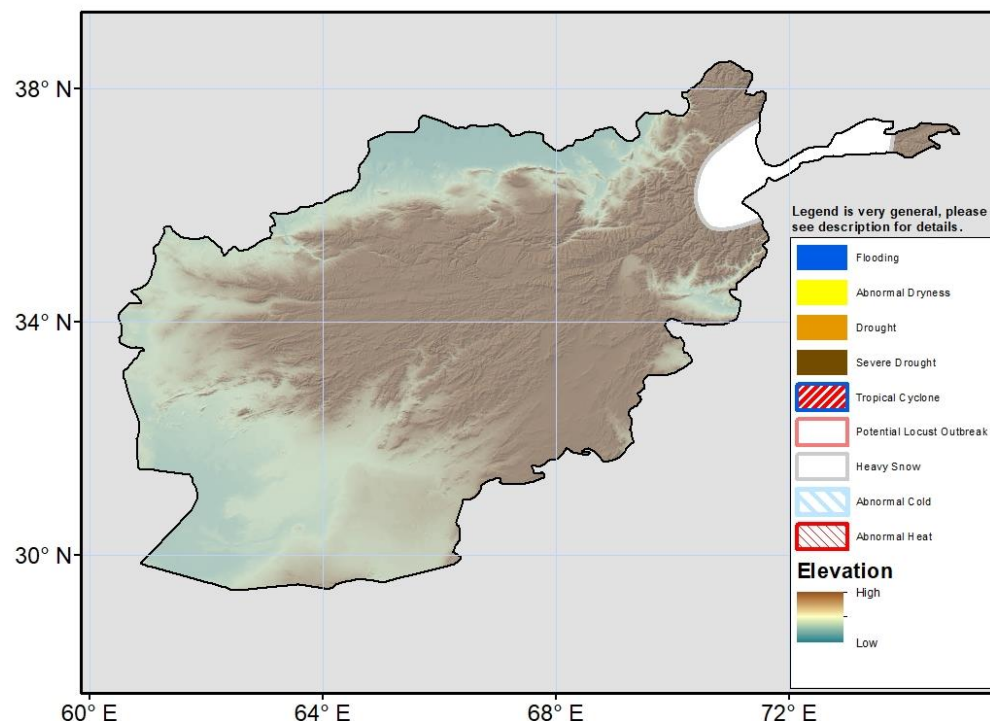 38° N
34° N
30° N
60° E
64° E
68° E
72° E
Legend is very general, please
see description for details.
Flooding
Abnormal Dryness
Drought
Severe Drought
Tropical Cyclone
Potential Locust Outbreak
Heavy Snow
Abnormal Cold
Abnormal Heat
Elevation
High
Low